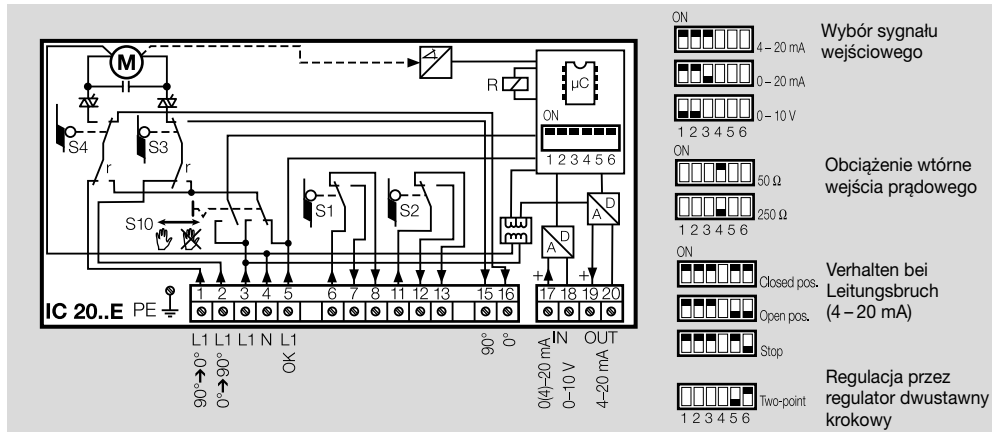 M
S4
S3
r
r
S10
S1
S2
R
µC
ON
1 2 3 4 5 6
A D
A D
+
+
IC 20..E PE
1 2 3 4 5 6 7 8 11 12 13 15 16 17 18 19 20
L1 L1 L1 N L1
90°➔0°
0°➔90°
OK
90°
0°
IN
OUT
0(4)–20 mA
0–10 V
4–20 mA
ON
4 – 20 mA
0 – 20 mA
0 – 10 V
1 2 3 4 5 6
Wybór sygnału
wejściowego
ON
50 Ω
250 Ω
1 2 3 4 5 6
Obciążenie wtórne
wejścia prądowego
ON
Closed pos.
Open pos.
Stop
Verhalten bei
Leitungsbruch
(4 – 20 mA)
Two-point
1 2 3 4 5 6
Regulacja przez
regulator dwustawny
krokowy